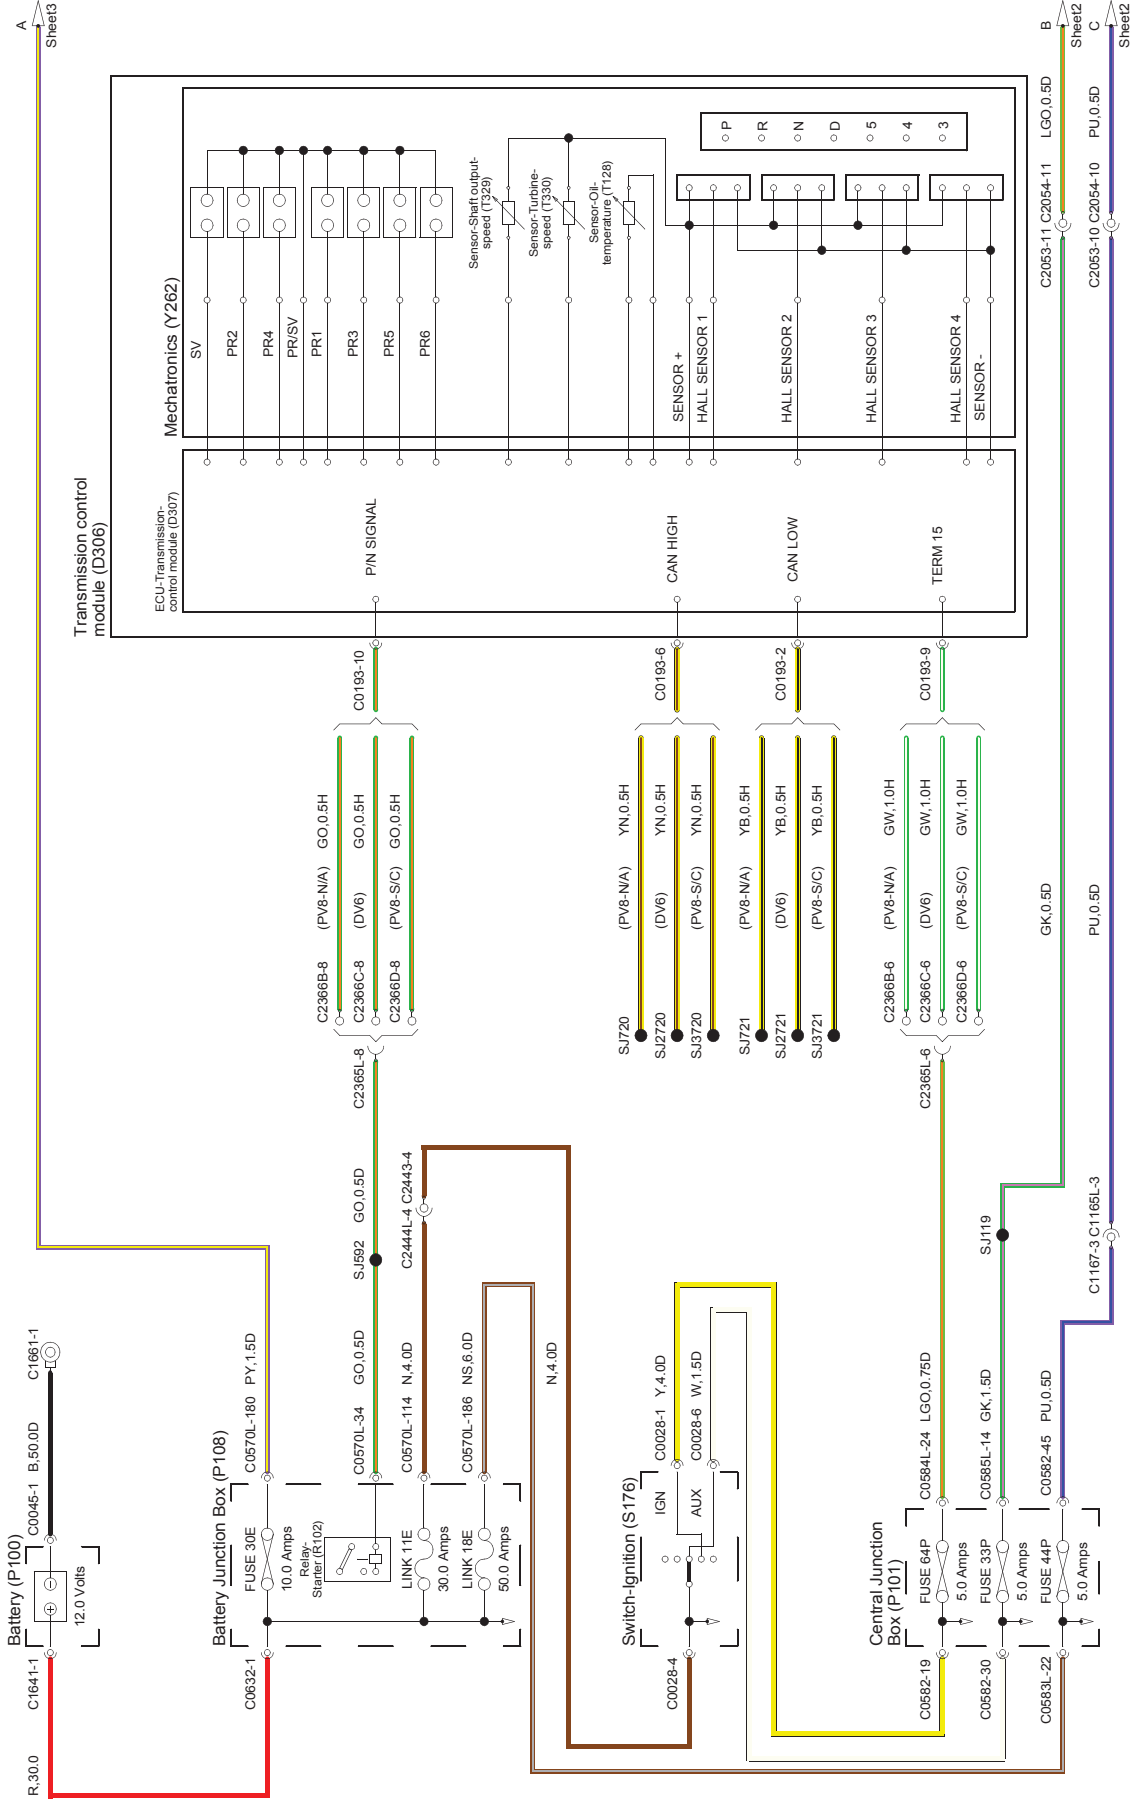 A
Sheet3
B
Sheet2
C
Sheet2
Transmission control
module (D306)
Mechatronics (Y262)
SV
PR2
PR4
PR/SV
PR1
PR3
PR5
PR6
Sensor-Shaft output-
speed (T329)
Sensor-Turbine-
speed (T330)
Sensor-Oil-
temperature (T128)
SENSOR +
HALL SENSOR 1
HALL SENSOR 2
HALL SENSOR 3
HALL SENSOR 4
SENSOR -
P
R
N
D
5
4
3
ECU-Transmission-
control module (D307)
P/N SIGNAL
CAN HIGH
CAN LOW
TERM 15
C0193-10
C0193-6
C0193-2
C0193-9
C2366B-8 (PV8-N/A) GO,0.5H
C2366C-8 (DV6) GO,0.5H
C2366D-8 (PV8-S/C) GO,0.5H
SJ720 (PV8-N/A) YN,0.5H
SJ2720 (DV6) YN,0.5H
SJ3720 (PV8-S/C) YN,0.5H
SJ721 (PV8-N/A) YB,0.5H
SJ2721 (DV6) YB,0.5H
SJ3721 (PV8-S/C) YB,0.5H
C2366B-6 (PV8-N/A) GW,1.0H
C2366C-6 (DV6) GW,1.0H
C2366D-6 (PV8-S/C) GW,1.0H
C2365L-8
C2365L-6
C2053-11 C2054-11 LGO,0.5D
C2053-10 C2054-10 PU,0.5D
GK,0.5D
PU,0.5D
GO,0.5D
SJ592
C2444L-4 C2443-4
SJ119
C1167-3 C1165L-3
Battery (P100)
12.0 Volts
C1641-1
R,30.0
C0045-1 B,50.0D C1661-1
Battery Junction Box (P108)
C0632-1
FUSE 30E
10.0 Amps
Relay-
Starter (R102)
LINK 11E
30.0 Amps
LINK 18E
50.0 Amps
C0570L-180 PY,1.5D
C0570L-34 GO,0.5D
C0570L-114 N,4.0D
C0570L-186 NS,6.0D
N,4.0D
Switch-Ignition (S176)
C0028-4
IGN
AUX
C0028-1 Y,4.0D
C0028-6 W,1.5D
Central Junction
Box (P101)
C0582-19
C0582-30
C0583L-22
FUSE 64P
5.0 Amps
FUSE 33P
5.0 Amps
FUSE 44P
5.0 Amps
C0584L-24 LGO,0.75D
C0585L-14 GK,1.5D
C0582-45 PU,0.5D